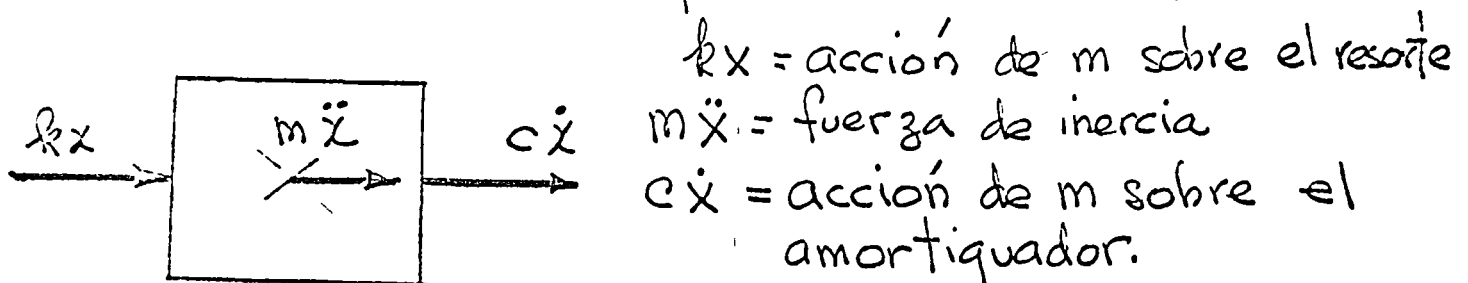 kx = acción de m sobre el resorte
kx mẍ cẋ mẍ = fuerza de inercia
cẋ = acción de m sobre el
amortiguador.